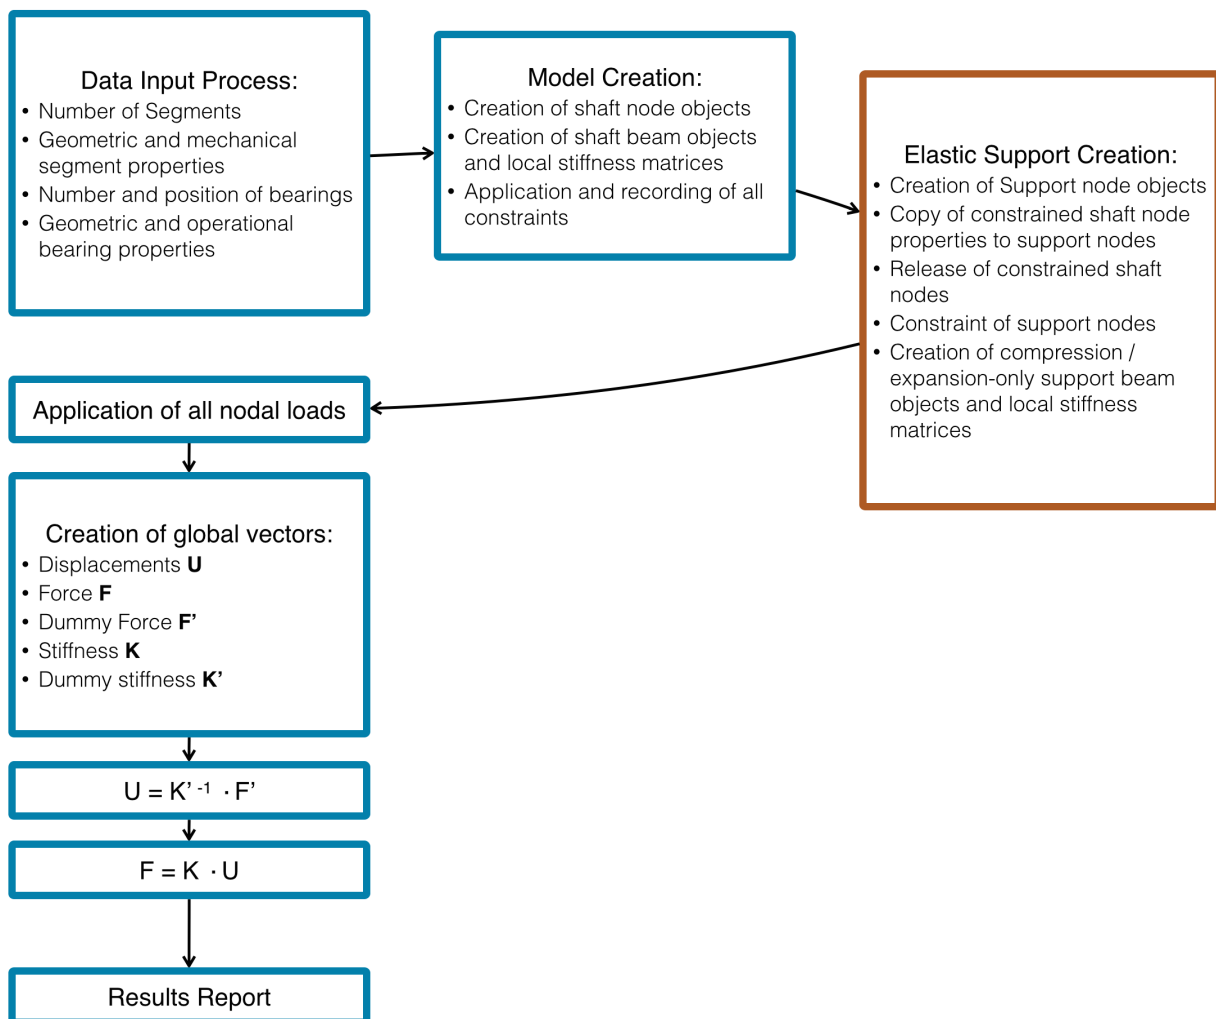 Data Input Process:
• Number of Segments
• Geometric and mechanical
segment properties
• Number and position of bearings
• Geometric and operational
bearing properties
Model Creation:
• Creation of shaft node objects
• Creation of shaft beam objects
and local stiffness matrices
• Application and recording of all
constraints
Elastic Support Creation:
• Creation of Support node objects
• Copy of constrained shaft node
properties to support nodes
• Release of constrained shaft
nodes
• Constraint of support nodes
• Creation of compression /
expansion-only support beam
objects and local stiffness
matrices
Application of all nodal loads
Creation of global vectors:
• Displacements U
• Force F
• Dummy Force F’
• Stiffness K
• Dummy stiffness K’
U = K’ -1 · F’
F = K · U
Results Report